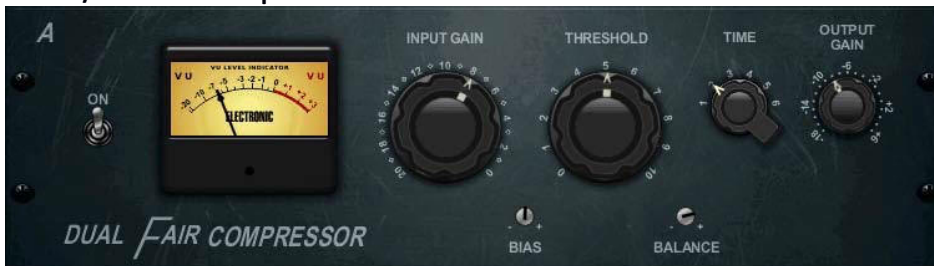 A
INPUT GAIN
THRESHOLD
TIME
OUTPUT
GAIN
ON
VU LEVEL INDICATOR
VU
VU
-20 -10 -7 -5 -3 -2 -1 0 +1 +2 +3
ELECTRONIC
20 18 16 14 12 10 8 6 4 2 0
0 1 2 3 4 5 6 7 8 9 10
1 2 3 4 5 6
-18 -14 -10 -6 -2 +2 +6
DUAL FAIR COMPRESSOR
- +
BIAS
- +
BALANCE